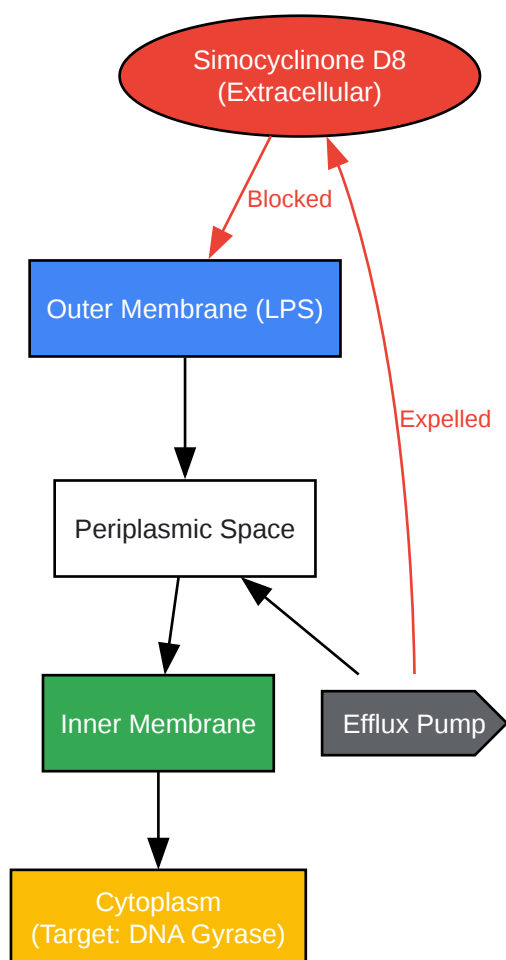 Simocyclinone D8
(Extracellular)
Blocked
Outer Membrane (LPS)
Expelled
Periplasmic Space
Inner Membrane
Efflux Pump
Cytoplasm
(Target: DNA Gyrase)